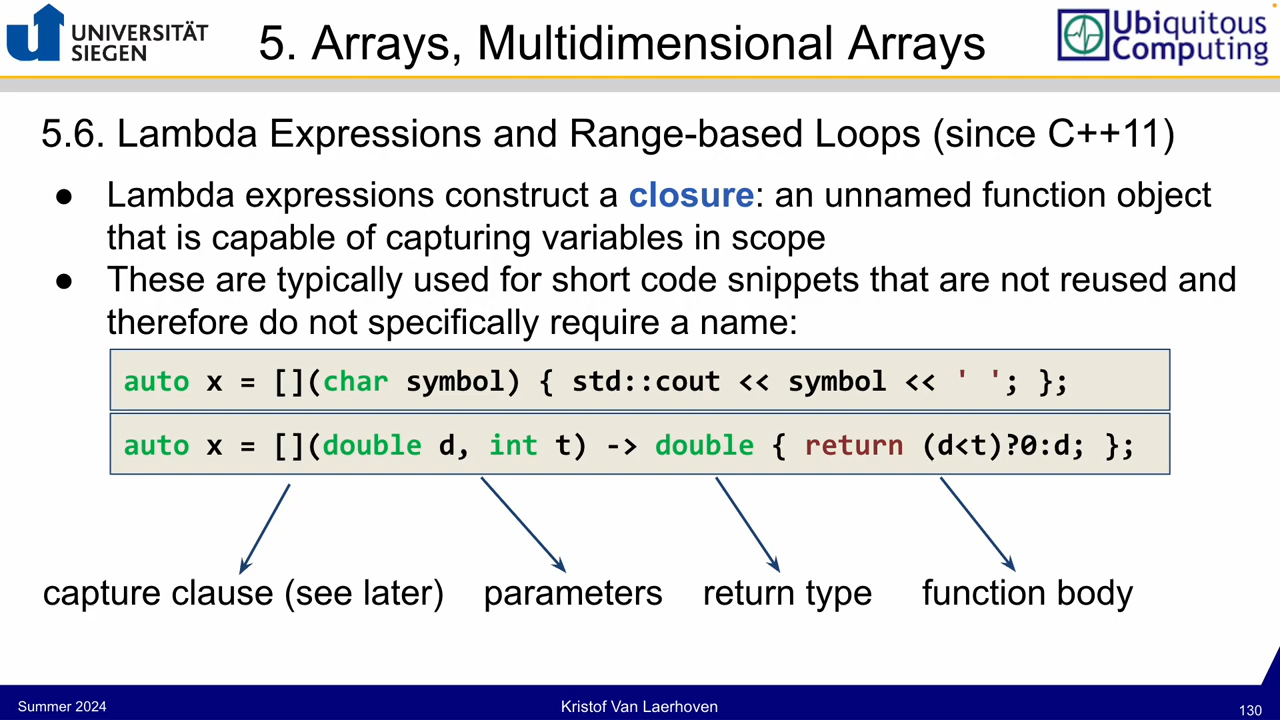 UNIVERSITÄT
SIEGEN
5. Arrays, Multidimensional Arrays
Ubiquitous
Computing
5.6. Lambda Expressions and Range-based Loops (since C++11)
● Lambda expressions construct a closure: an unnamed function object
that is capable of capturing variables in scope
● These are typically used for short code snippets that are not reused and
therefore do not specifically require a name:
auto x = [](char symbol) { std::cout << symbol << ' '; };
auto x = [](double d, int t) -> double { return (d<t)?0:d; };
capture clause (see later) parameters return type function body
Summer 2024 Kristof Van Laerhoven 130